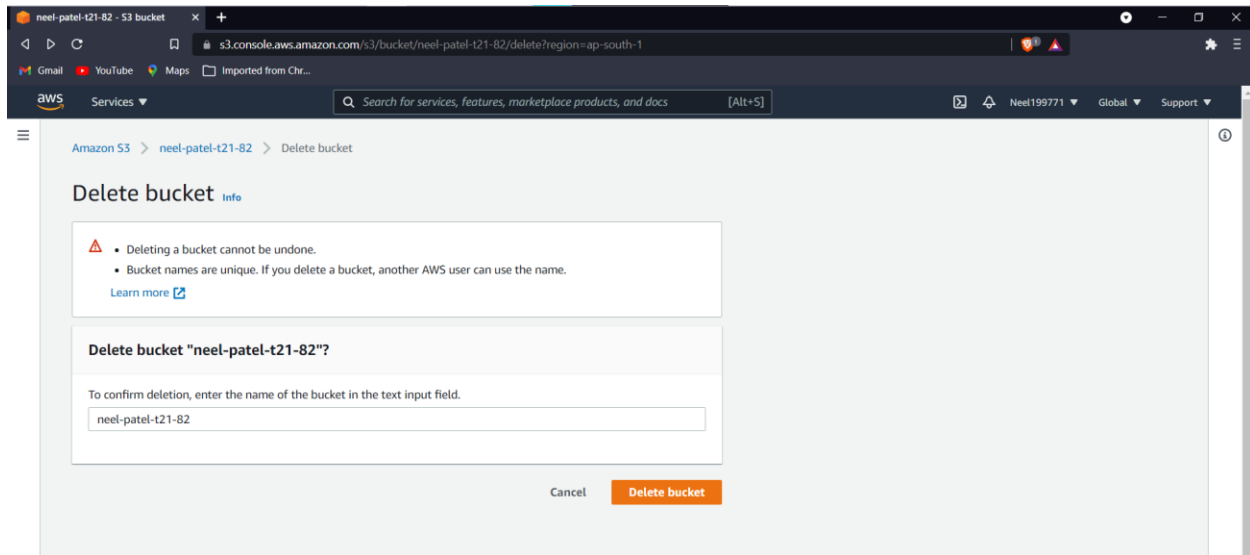 neel-patel-t21-82 - S3 bucket
s3.console.aws.amazon.com/s3/bucket/neel-patel-t21-82/delete?region=ap-south-1
Gmail YouTube Maps Imported from Chr...
aws Services ▼ Search for services, features, marketplace products, and docs [Alt+S] Neel199771 ▼ Global ▼ Support ▼
Amazon S3 > neel-patel-t21-82 > Delete bucket
Delete bucket Info
• Deleting a bucket cannot be undone.
• Bucket names are unique. If you delete a bucket, another AWS user can use the name.
Learn more
Delete bucket "neel-patel-t21-82"?
To confirm deletion, enter the name of the bucket in the text input field.
neel-patel-t21-82
Cancel Delete bucket